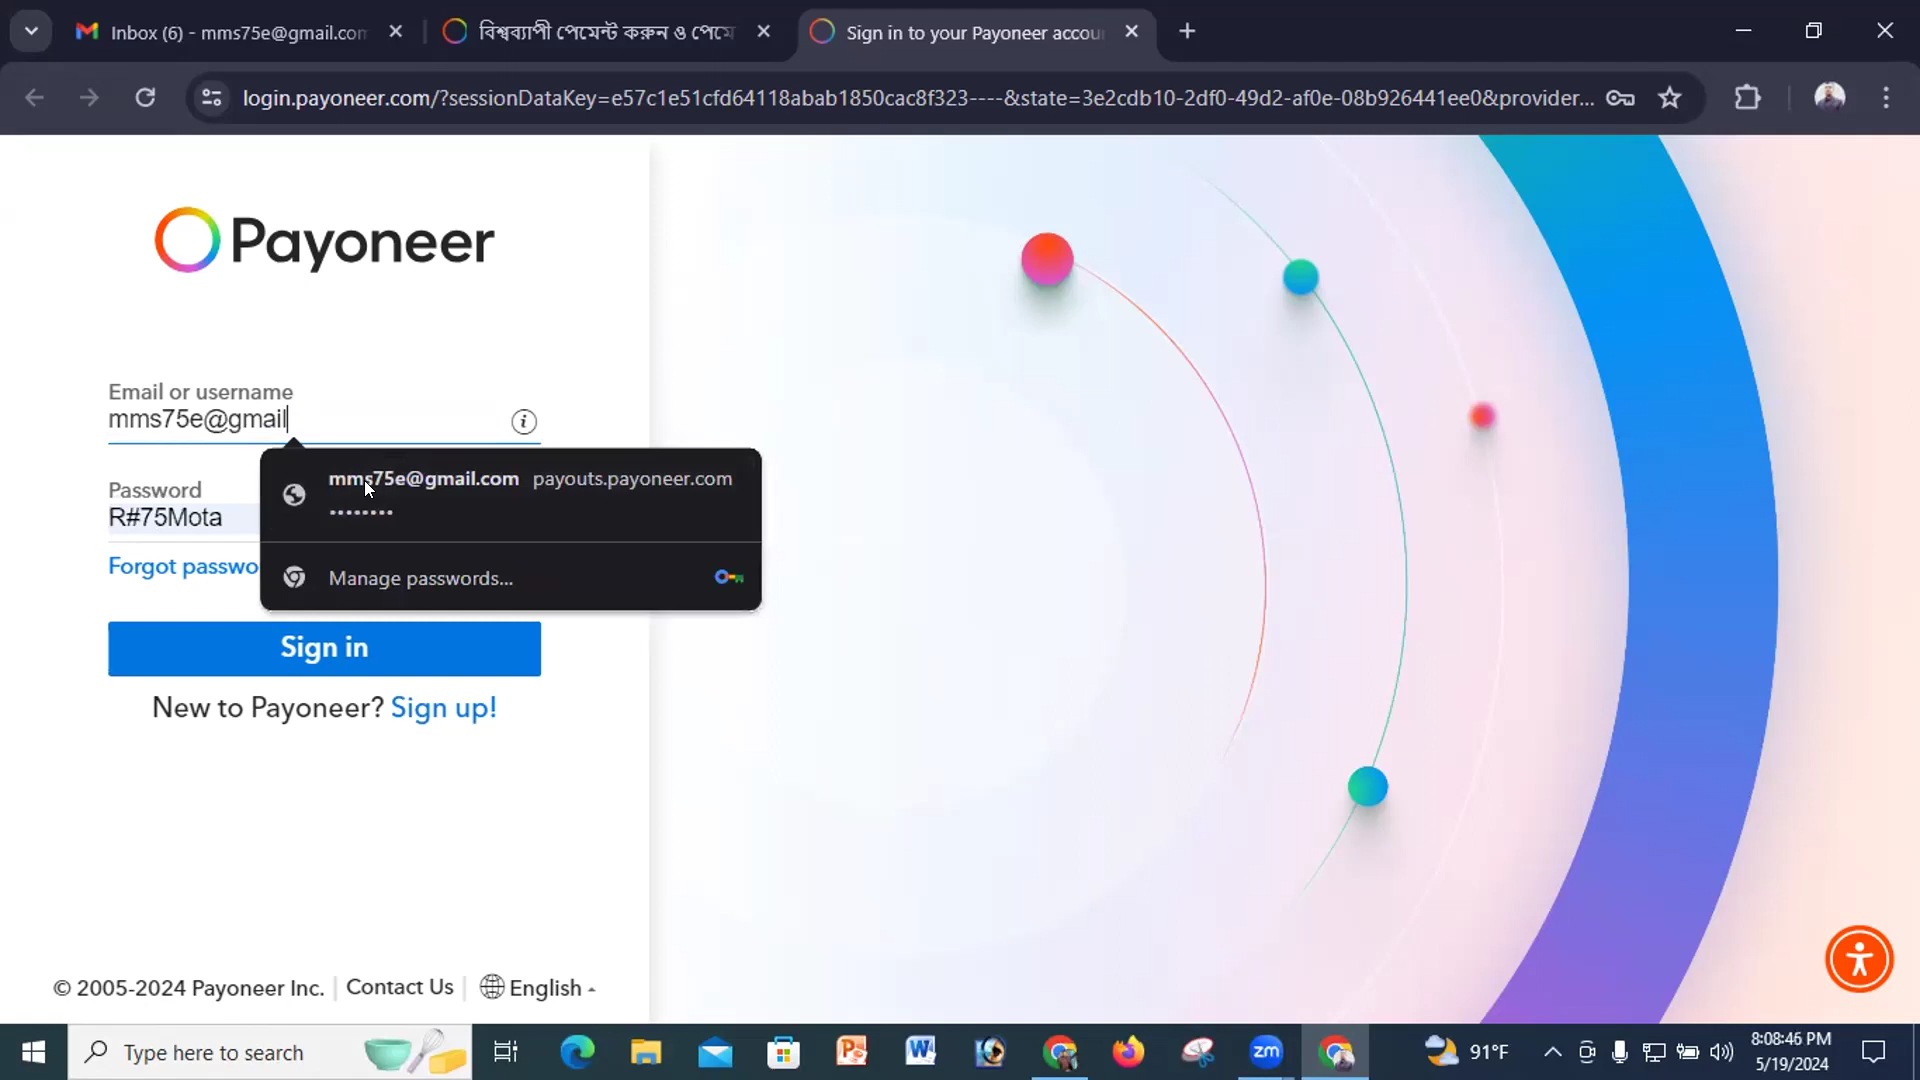 Inbox (6) - mms75e@gmail.com
বিশ্বব্যাপী পেমেন্ট করুন ও পেমে
Sign in to your Payoneer accou
login.payoneer.com/?sessionDataKey=e57c1e51cfd64118abab1850cac8f323----&state=3e2cdb10-2df0-49d2-af0e-08b926441ee0&provider...
Payoneer
Email or username
mms75e@gmail
mms75e@gmail.com payouts.payoneer.com
••••••••
Password
R#75Mota
Forgot passwo
Manage passwords...
Sign in
New to Payoneer? Sign up!
© 2005-2024 Payoneer Inc. Contact Us English
Type here to search
zm
91°F
8:08:46 PM
5/19/2024